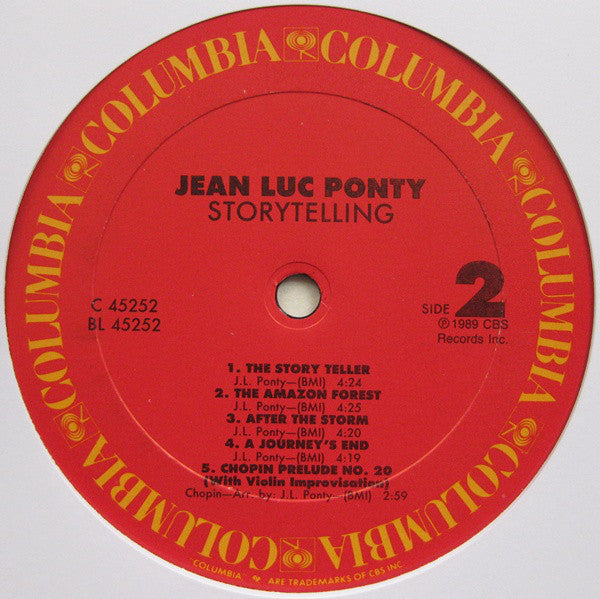 COLUMBIA COLUMBIA COLUMBIA COLUMBIA COLUMBIA COLUMBIA
JEAN LUC PONTY
STORYTELLING
C 45252
BL 45252
SIDE 2
℗ 1989 CBS
Records Inc.
1. THE STORY TELLER
J.L. Ponty—(BMI) 4:24
2. THE AMAZON FOREST
J.L. Ponty—(BMI) 4:25
3. AFTER THE STORM
J.L. Ponty—(BMI) 4:20
4. A JOURNEY'S END
J.L. Ponty—(BMI) 4:19
5. CHOPIN PRELUDE NO. 20
(With Violin Improvisation)
Chopin—Arr. by: J.L. Ponty- (BMI) 2:59
COLUMBIA ARE TRADEMARKS OF CBS INC.